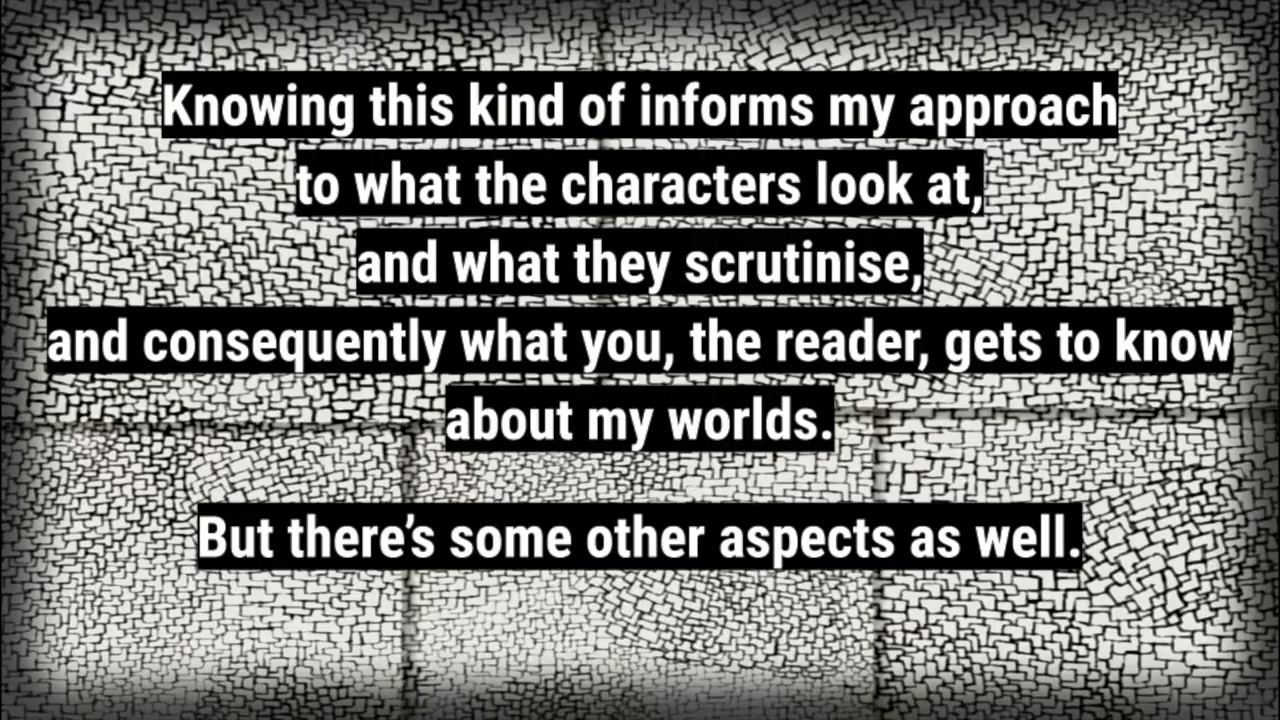 Knowing this kind of informs my approach
to what the characters look at,
and what they scrutinise,
and consequently what you, the reader, gets to know
about my worlds.
But there’s some other aspects as well.